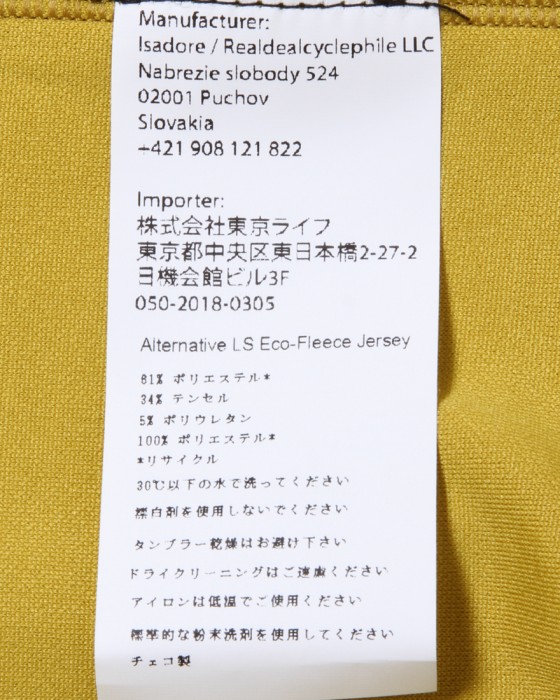 Manufacturer:
Isadore / Realdealcyclephile LLC
Nabrezie slobody 524
02001 Puchov
Slovakia
+421 908 121 822
Importer:
株式会社東京ライフ
東京都中央区東日本橋2-27-2
日機会館ビル3F
050-2018-0305
Alternative LS Eco-Fleece Jersey
61% ポリエステル*
34% テンセル
5% ポリウレタン
100% ポリエステル*
*リサイクル
30℃以下の水で洗ってください
漂白剤を使用しないでください
タンブラー乾燥はお避け下さい
ドライクリーニングはご遠慮ください
アイロンは低温でご使用ください
標準的な粉末洗剤を使用してください
チェコ製